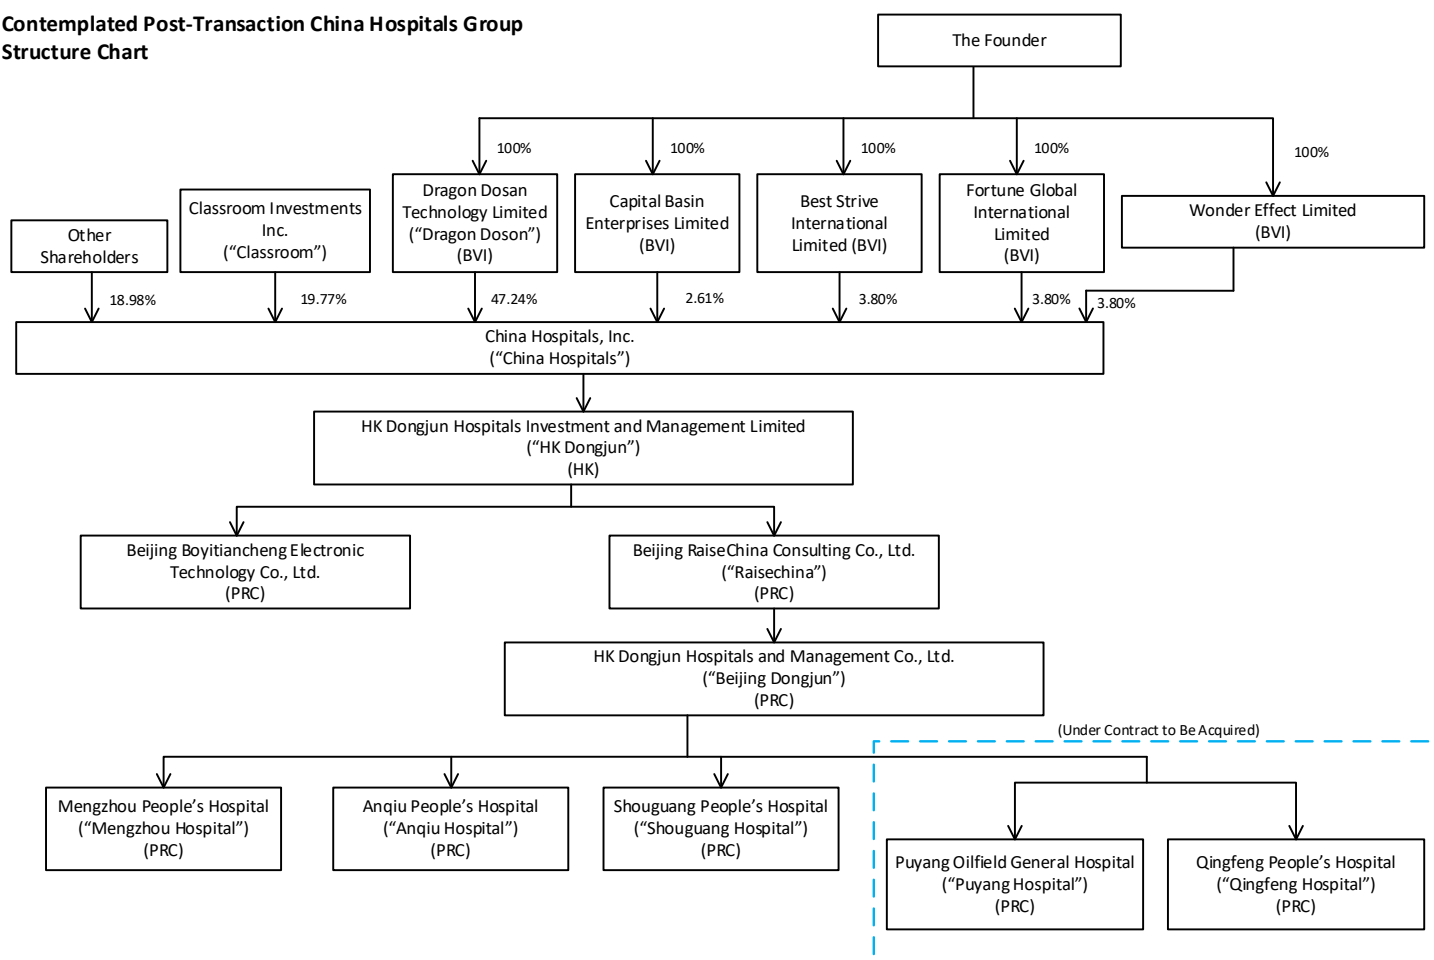 Contemplated Post-Transaction China Hospitals Group
Structure Chart
The Founder
100%
100%
100%
100%
100%
Other
Shareholders
Classroom Investments
Inc.
(“Classroom”)
Dragon Dosan
Technology Limited
(“Dragon Doson”)
(BVI)
Capital Basin
Enterprises Limited
(BVI)
Best Strive
International
Limited (BVI)
Fortune Global
International
Limited
(BVI)
Wonder Effect Limited
(BVI)
18.98%
19.77%
47.24%
2.61%
3.80%
3.80%
3.80%
China Hospitals, Inc.
(“China Hospitals”)
HK Dongjun Hospitals Investment and Management Limited
(“HK Dongjun”)
(HK)
Beijing Boyitiancheng Electronic
Technology Co., Ltd.
(PRC)
Beijing RaiseChina Consulting Co., Ltd.
(“Raisechina”)
(PRC)
HK Dongjun Hospitals and Management Co., Ltd.
(“Beijing Dongjun”)
(PRC)
(Under Contract to Be Acquired)
Mengzhou People’s Hospital
(“Mengzhou Hospital”)
(PRC)
Anqiu People’s Hospital
(“Anqiu Hospital”)
(PRC)
Shouguang People’s Hospital
(“Shouguang Hospital”)
(PRC)
Puyang Oilfield General Hospital
(“Puyang Hospital”)
(PRC)
Qingfeng People’s Hospital
(“Qingfeng Hospital”)
(PRC)